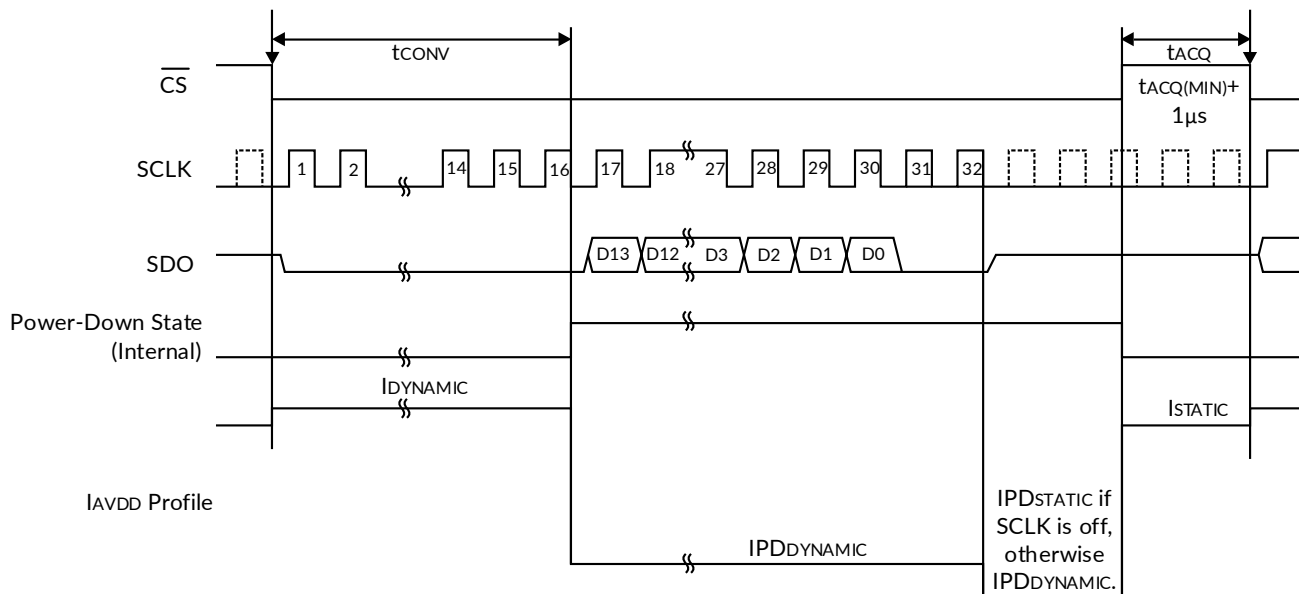 tCONV
tACQ
CS
tACQ(MIN)+
1µs
SCLK
1 2 14 15 16 17 18 27 28 29 30 31 32
SDO
D13 D12 D3 D2 D1 D0
Power-Down State
(Internal)
IDYNAMIC
ISTATIC
IAVDD Profile
IPDDYNAMIC
IPDSTATIC if
SCLK is off,
otherwise
IPDDYNAMIC.